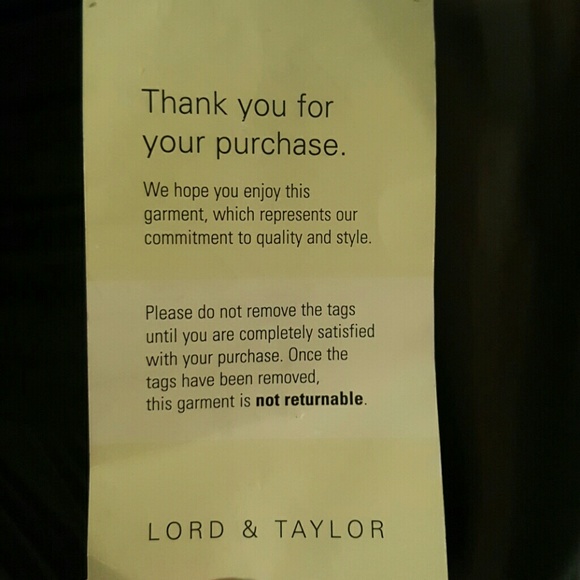 Thank you for
your purchase.
We hope you enjoy this
garment, which represents our
commitment to quality and style.
Please do not remove the tags
until you are completely satisfied
with your purchase. Once the
tags have been removed,
this garment is not returnable.
LORD & TAYLOR